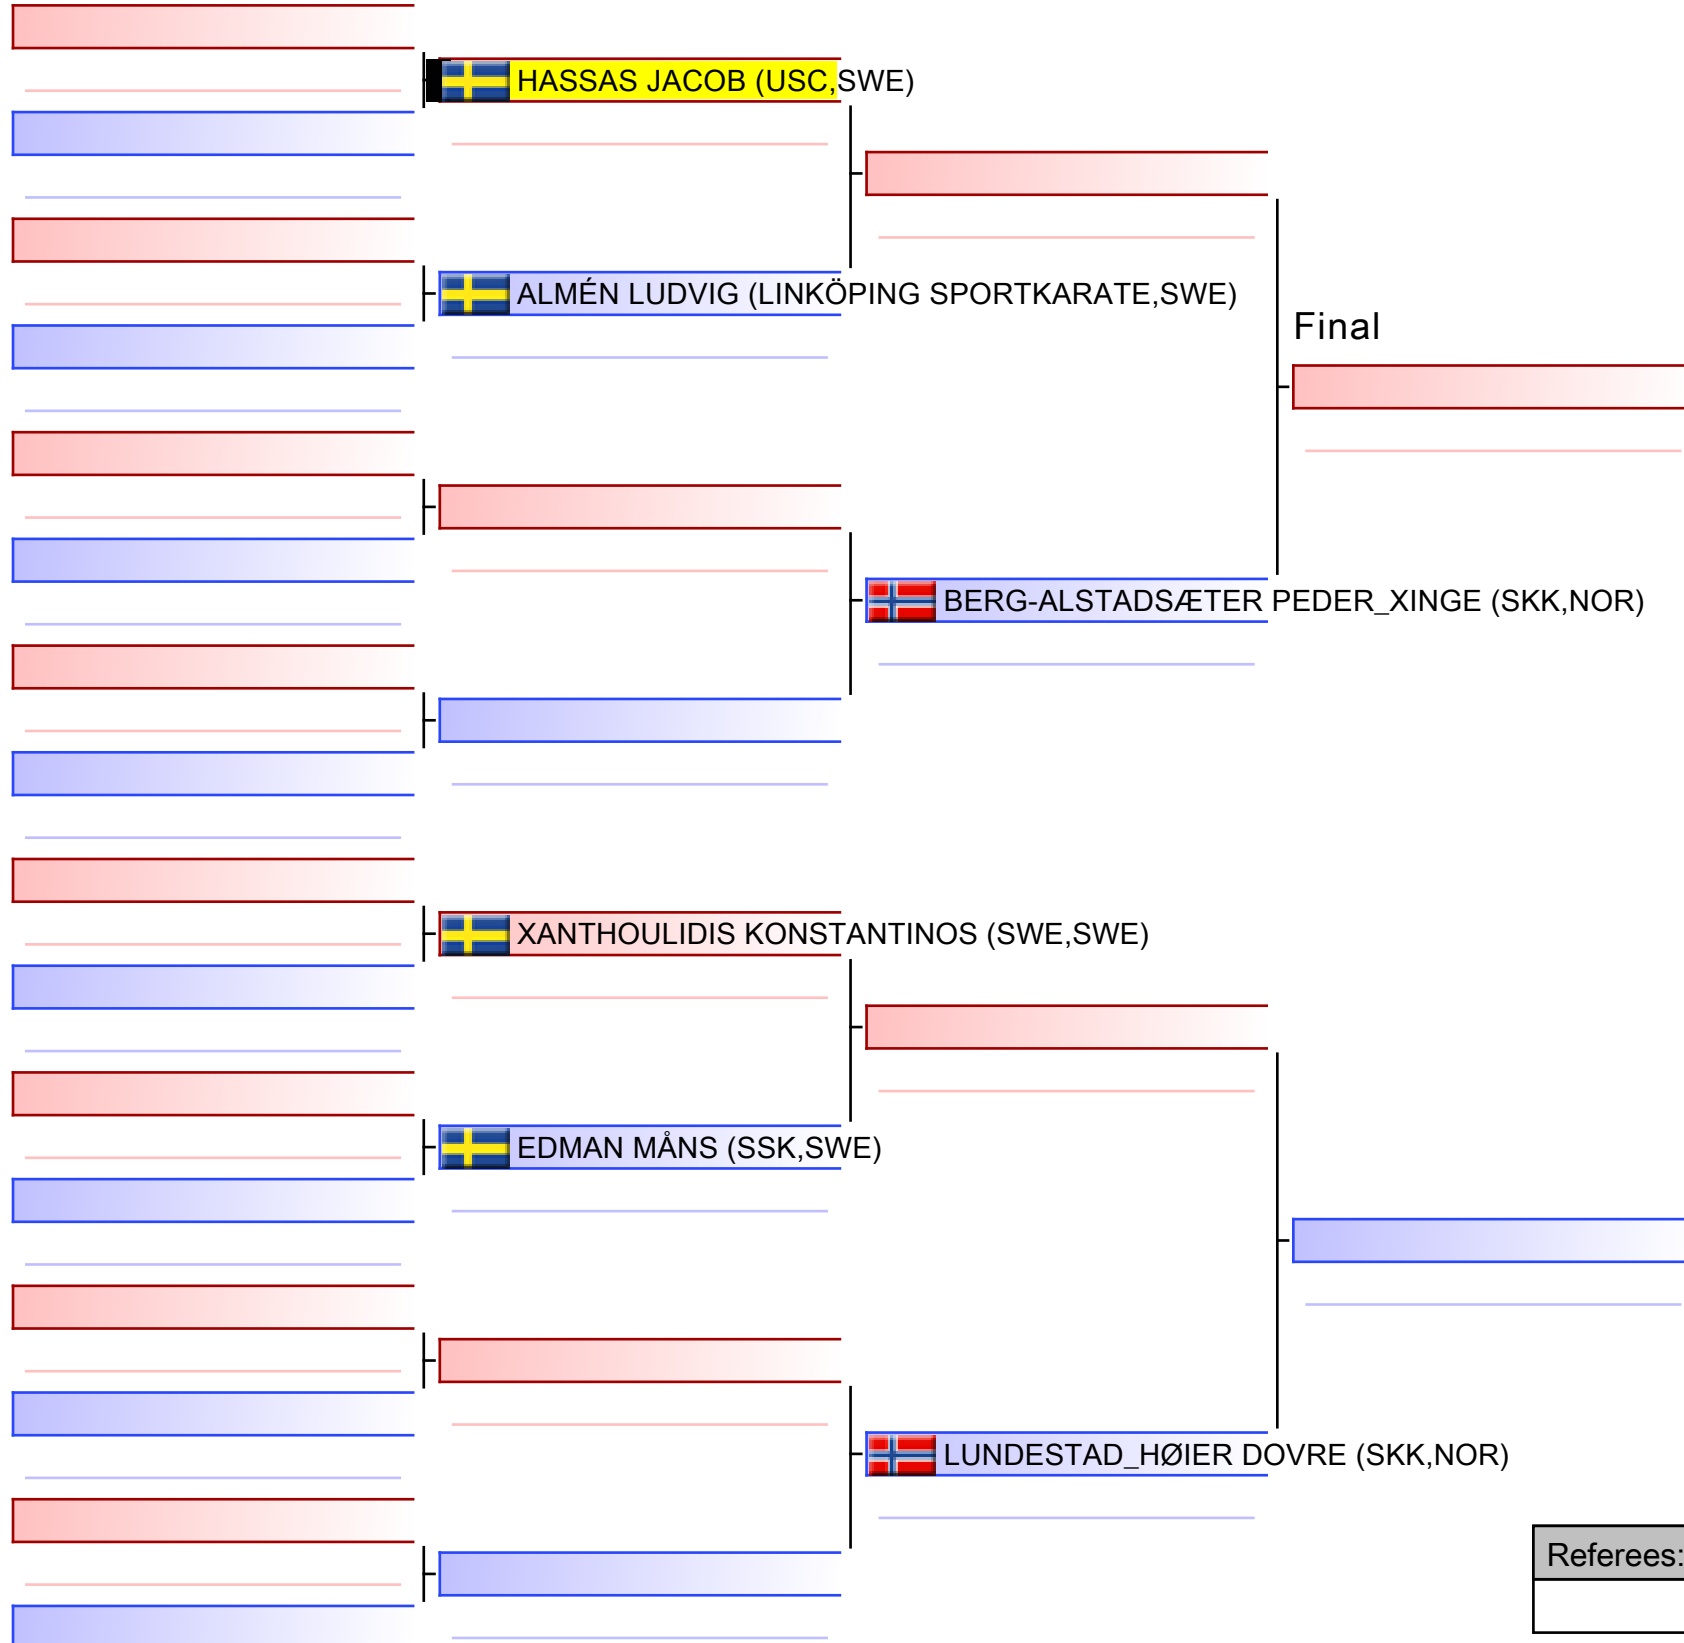 HASSAS JACOB (USC,SWE)
ALMÉN LUDVIG (LINKÖPING SPORTKARATE,SWE)
Final
BERG-ALSTADSÆTER PEDER_XINGE (SKK,NOR)
XANTHOULIDIS KONSTANTINOS (SWE,SWE)
EDMAN MÅNS (SSK,SWE)
LUNDESTAD_HØIER DOVRE (SKK,NOR)
Referees: